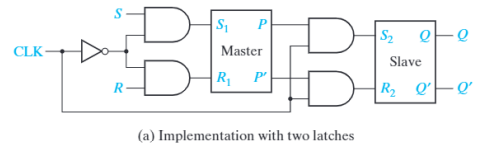 S S₁ P S₂ Q Q
CLK Master Slave
R R₁ P' R₂ Q' Q'
(a) Implementation with two latches